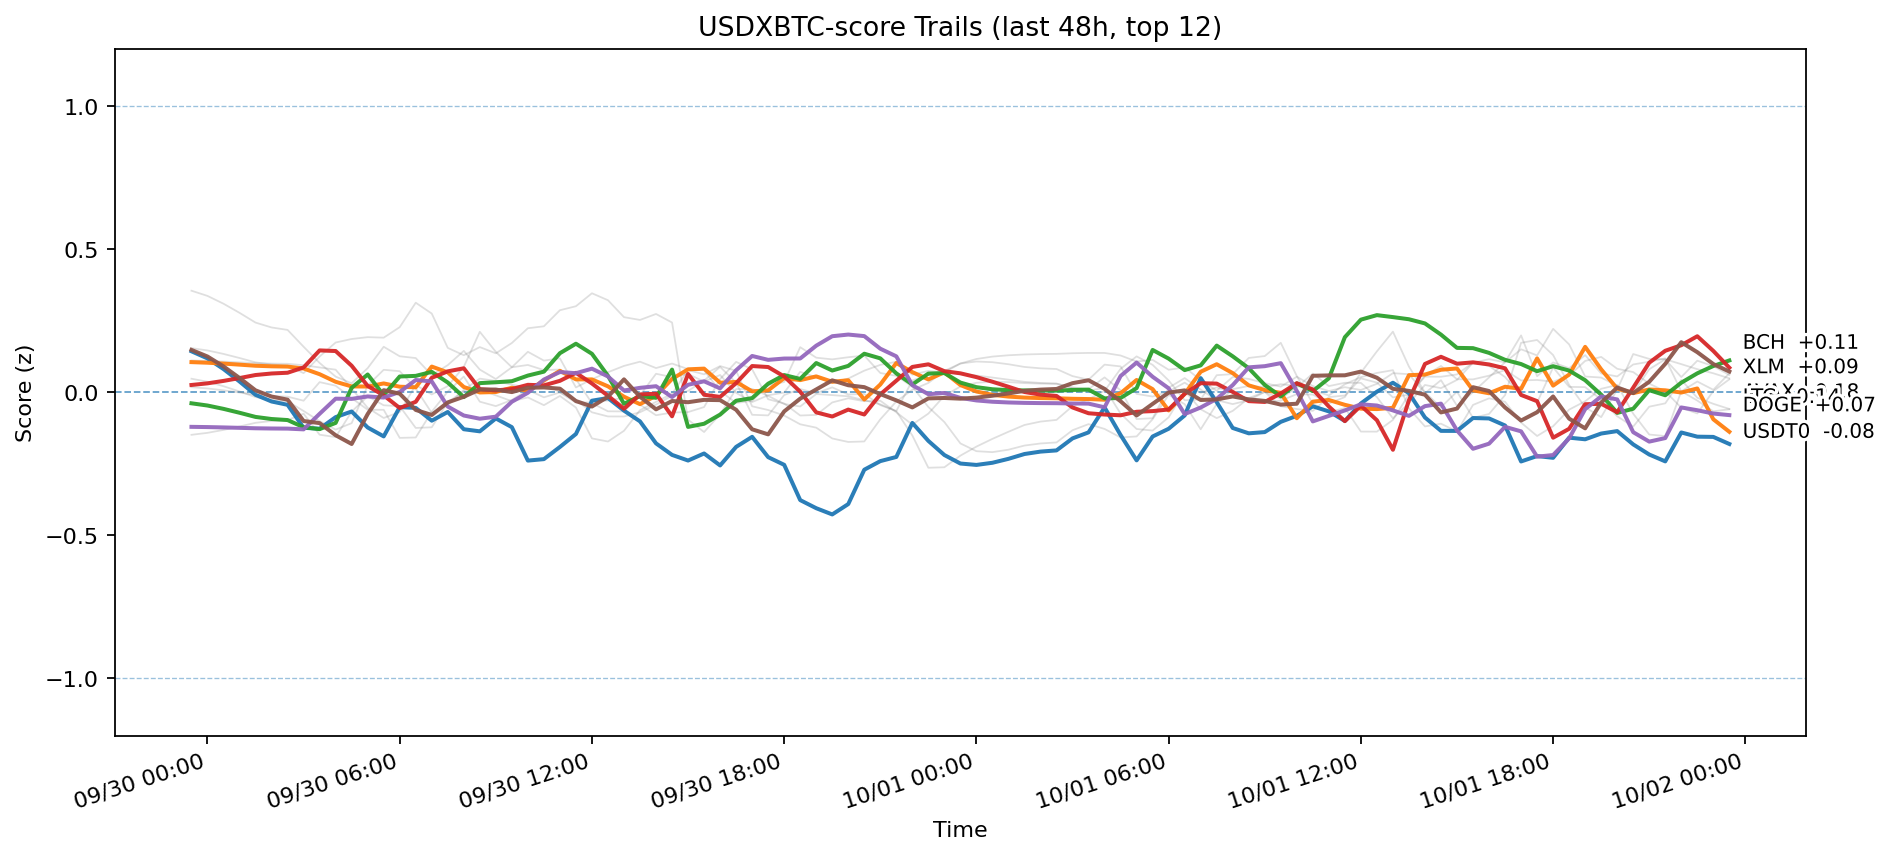 USDXBTC-score Trails (last 48h, top 12)
Score (z)
1.0
0.5
0.0
−0.5
−1.0
BCH +0.11
XLM +0.09
DOGE +0.07
USDT0 -0.08
09/30 00:00
09/30 06:00
09/30 12:00
09/30 18:00
10/01 00:00
10/01 06:00
10/01 12:00
10/01 18:00
10/02 00:00
Time